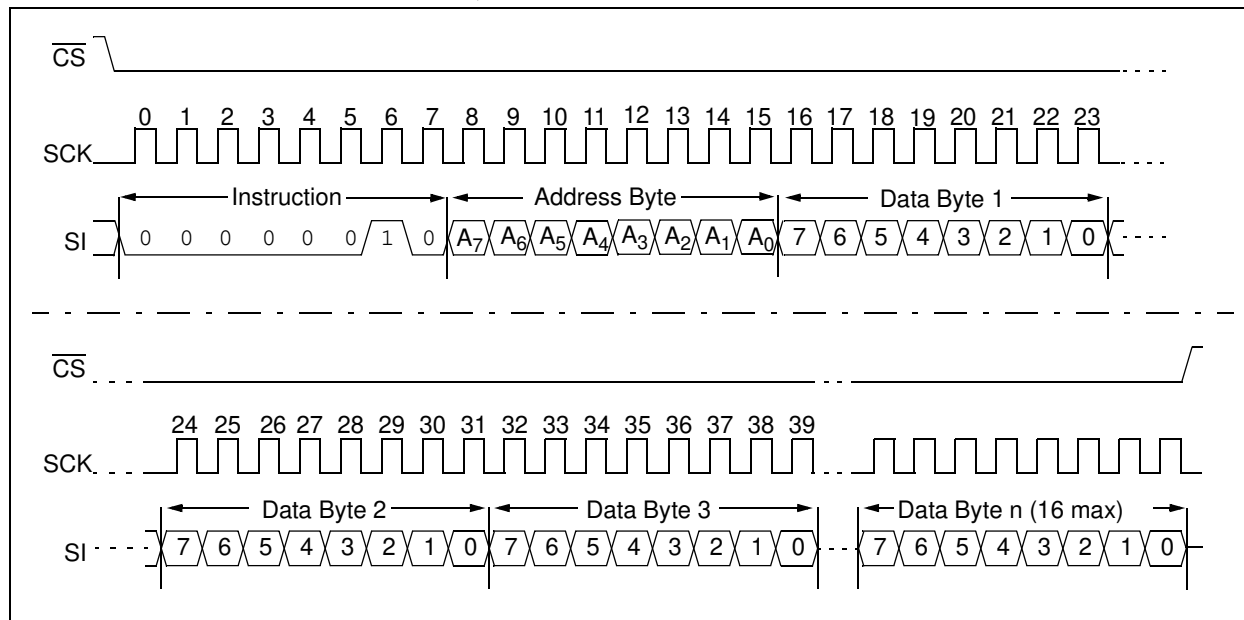 CS
0 1 2 3 4 5 6 7 8 9 10 11 12 13 14 15 16 17 18 19 20 21 22 23
SCK
Instruction Address Byte Data Byte 1
SI 0 0 0 0 0 0 1 0 A7 A6 A5 A4 A3 A2 A1 A0 7 6 5 4 3 2 1 0
CS
24 25 26 27 28 29 30 31 32 33 34 35 36 37 38 39
SCK
Data Byte 2 Data Byte 3 Data Byte n (16 max)
SI 7 6 5 4 3 2 1 0 7 6 5 4 3 2 1 0 7 6 5 4 3 2 1 0